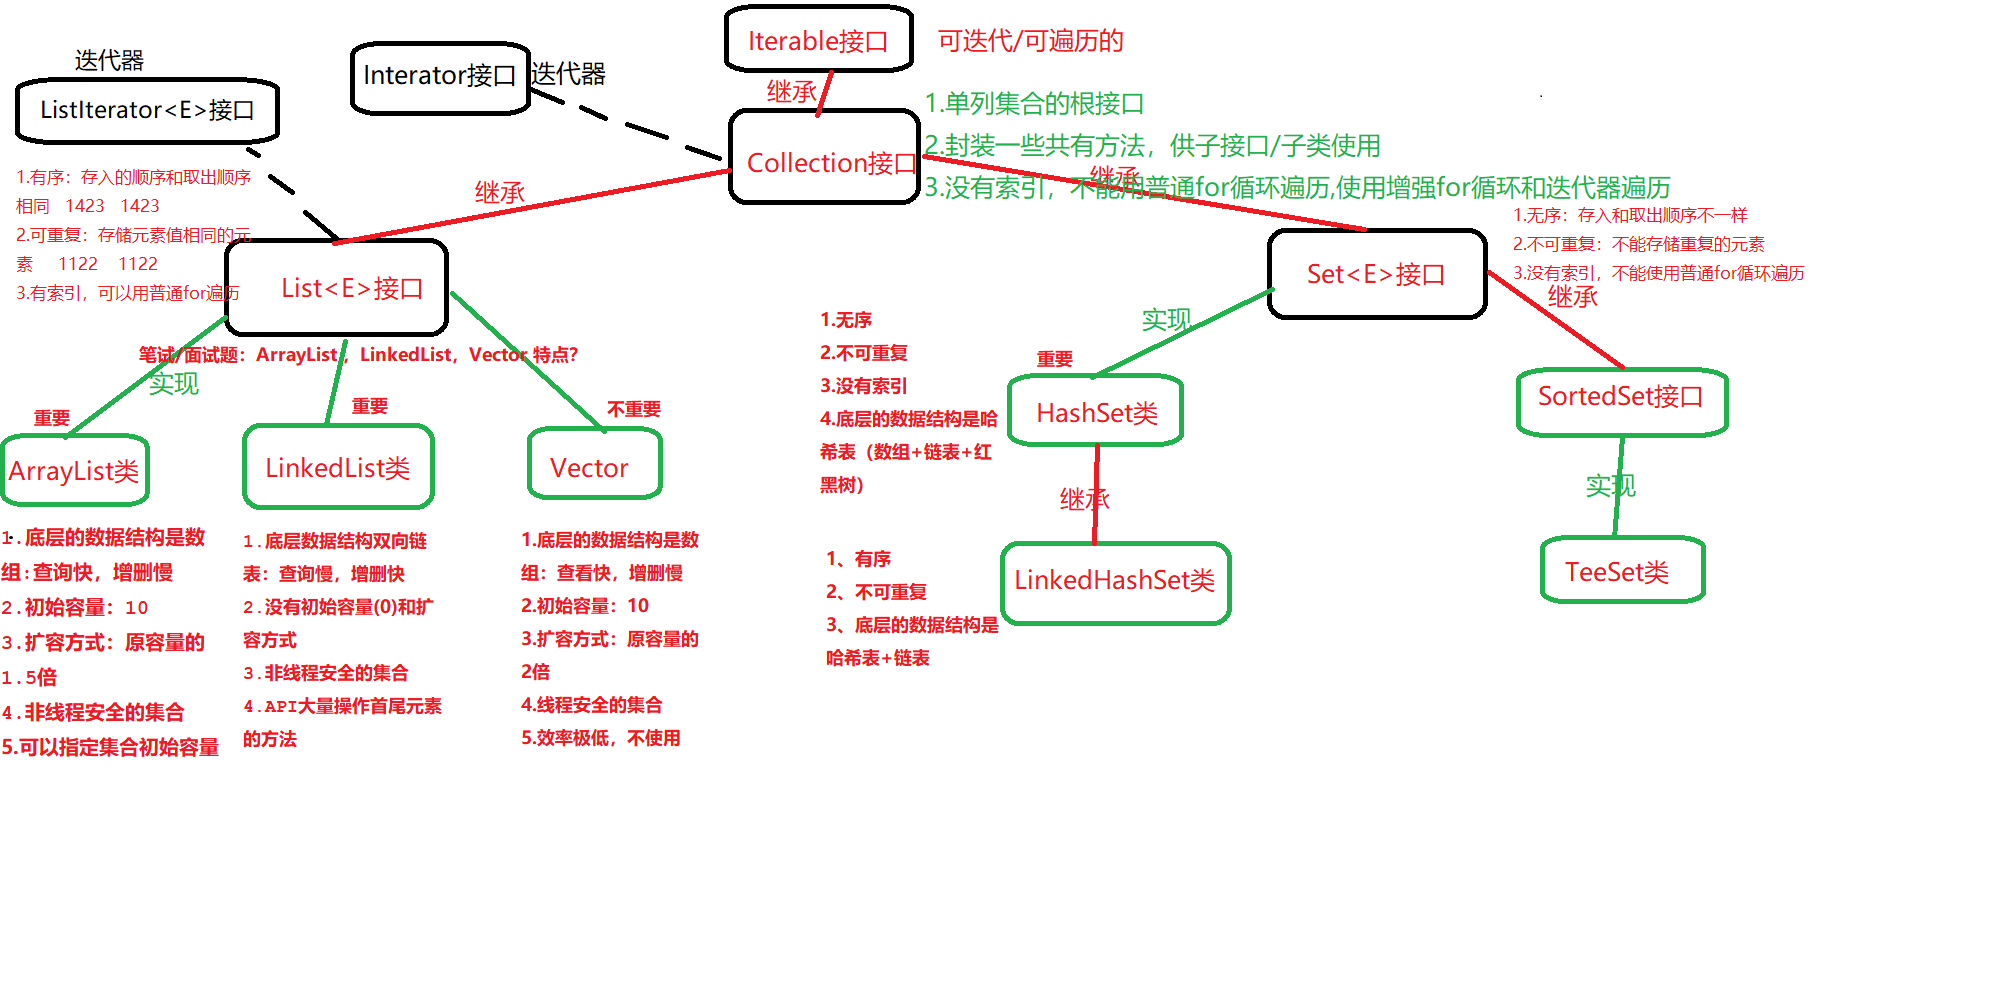 Iterable接口
可迭代/可遍历的
迭代器
ListIterator<E>接口
Interator接口
迭代器
继承
Collection接口
1.单列集合的根接口
2.封装一些共有方法，供子接口/子类使用
3.没有索引，不能用普通for循环遍历,使用增强for循环和迭代器遍历
继承
继承
1.有序：存入的顺序和取出顺序
相同 1423 1423
2.可重复：存储元素值相同的元
素 1122 1122
3.有索引，可以用普通for遍历
List<E>接口
Set<E>接口
1.无序：存入和取出顺序不一样
2.不可重复：不能存储重复的元素
3.没有索引，不能使用普通for循环遍历
继承
笔试/面试题：ArrayList ，LinkedList，Vector 特点？
实现
重要
重要
不重要
ArrayList类
LinkedList类
Vector
1.底层的数据结构是数
组:查询快，增删慢
2.初始容量：10
3.扩容方式：原容量的
1.5倍
4.非线程安全的集合
5.可以指定集合初始容量
1.底层数据结构双向链
表：查询慢，增删快
2.没有初始容量(0)和扩
容方式
3.非线程安全的集合
4.API大量操作首尾元素
的方法
1.底层的数据结构是数
组：查看快，增删慢
2.初始容量：10
3.扩容方式：原容量的
2倍
4.线程安全的集合
5.效率极低，不使用
1.无序
2.不可重复
3.没有索引
4.底层的数据结构是哈
希表（数组+链表+红
黑树）
实现
重要
HashSet类
继承
LinkedHashSet类
1、有序
2、不可重复
3、底层的数据结构是
哈希表+链表
SortedSet接口
实现
TeeSet类